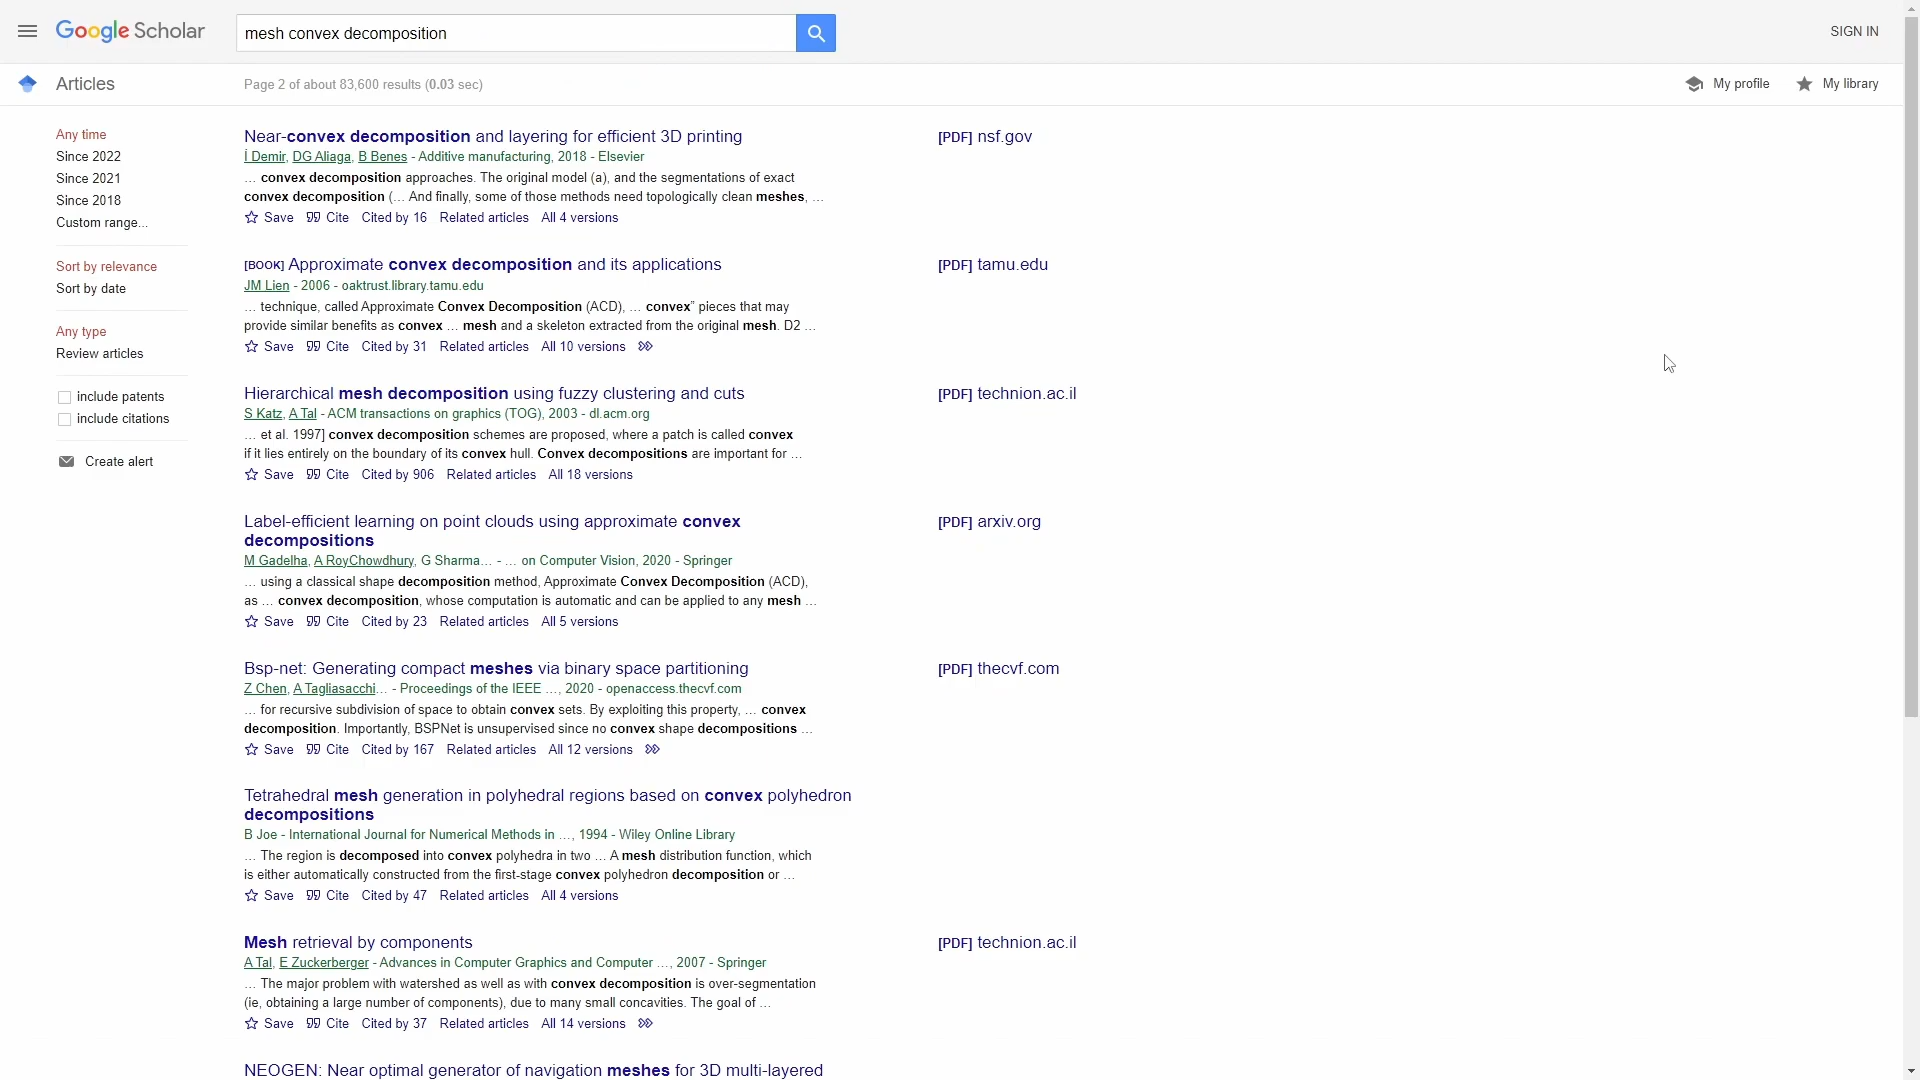 Google Scholar
mesh convex decomposition
SIGN IN
Articles
Page 2 of about 83,600 results (0.03 sec)
My profile
My library
Any time
Since 2022
Since 2021
Since 2018
Custom range...
Sort by relevance
Sort by date
Any type
Review articles
include patents
include citations
Create alert
Near-convex decomposition and layering for efficient 3D printing
[PDF] nsf.gov
İ Demir, DG Aliaga, B Benes - Additive manufacturing, 2018 - Elsevier
… convex decomposition approaches. The original model (a), and the segmentations of exact
convex decomposition (… And finally, some of those methods need topologically clean meshes, …
Save Cite Cited by 16 Related articles All 4 versions
[BOOK] Approximate convex decomposition and its applications
[PDF] tamu.edu
JM Lien - 2006 - oaktrust.library.tamu.edu
… technique, called Approximate Convex Decomposition (ACD), … convex” pieces that may
provide similar benefits as convex … mesh and a skeleton extracted from the original mesh. D2 …
Save Cite Cited by 31 Related articles All 10 versions
Hierarchical mesh decomposition using fuzzy clustering and cuts
[PDF] technion.ac.il
S Katz, A Tal - ACM transactions on graphics (TOG), 2003 - dl.acm.org
… et al. 1997] convex decomposition schemes are proposed, where a patch is called convex
if it lies entirely on the boundary of its convex hull. Convex decompositions are important for …
Save Cite Cited by 906 Related articles All 18 versions
Label-efficient learning on point clouds using approximate convex
decompositions
[PDF] arxiv.org
M Gadelha, A RoyChowdhury, G Sharma… - … on Computer Vision, 2020 - Springer
… using a classical shape decomposition method, Approximate Convex Decomposition (ACD),
as … convex decomposition, whose computation is automatic and can be applied to any mesh …
Save Cite Cited by 23 Related articles All 5 versions
Bsp-net: Generating compact meshes via binary space partitioning
[PDF] thecvf.com
Z Chen, A Tagliasacchi… - Proceedings of the IEEE …, 2020 - openaccess.thecvf.com
… for recursive subdivision of space to obtain convex sets. By exploiting this property, … convex
decomposition. Importantly, BSPNet is unsupervised since no convex shape decompositions …
Save Cite Cited by 167 Related articles All 12 versions
Tetrahedral mesh generation in polyhedral regions based on convex polyhedron
decompositions
B Joe - International Journal for Numerical Methods in …, 1994 - Wiley Online Library
… The region is decomposed into convex polyhedra in two … A mesh distribution function, which
is either automatically constructed from the first-stage convex polyhedron decomposition or …
Save Cite Cited by 47 Related articles All 4 versions
Mesh retrieval by components
[PDF] technion.ac.il
A Tal, E Zuckerberger - Advances in Computer Graphics and Computer …, 2007 - Springer
… The major problem with watershed as well as with convex decomposition is over-segmentation
(ie, obtaining a large number of components), due to many small concavities. The goal of …
Save Cite Cited by 37 Related articles All 14 versions
NEOGEN: Near optimal generator of navigation meshes for 3D multi-layered